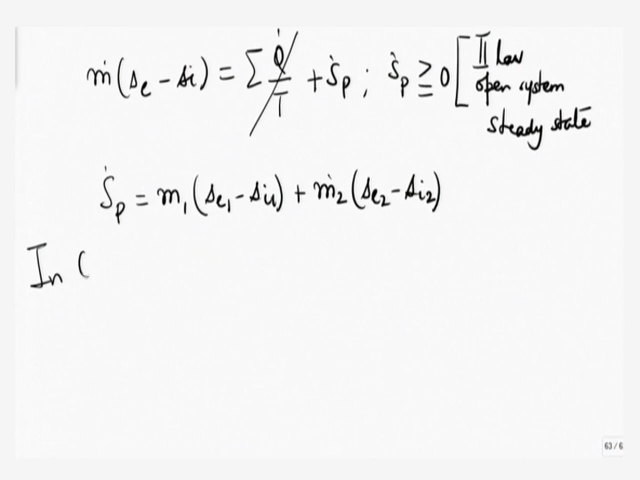 ṁ(se - si) = Σ Q̇/T + Ṡp ; Ṡp ≥ 0 [ II Law
open system
steady state
Ṡp = m1(se1 - si1) + ṁ2(se2 - si2)
In (
63/6